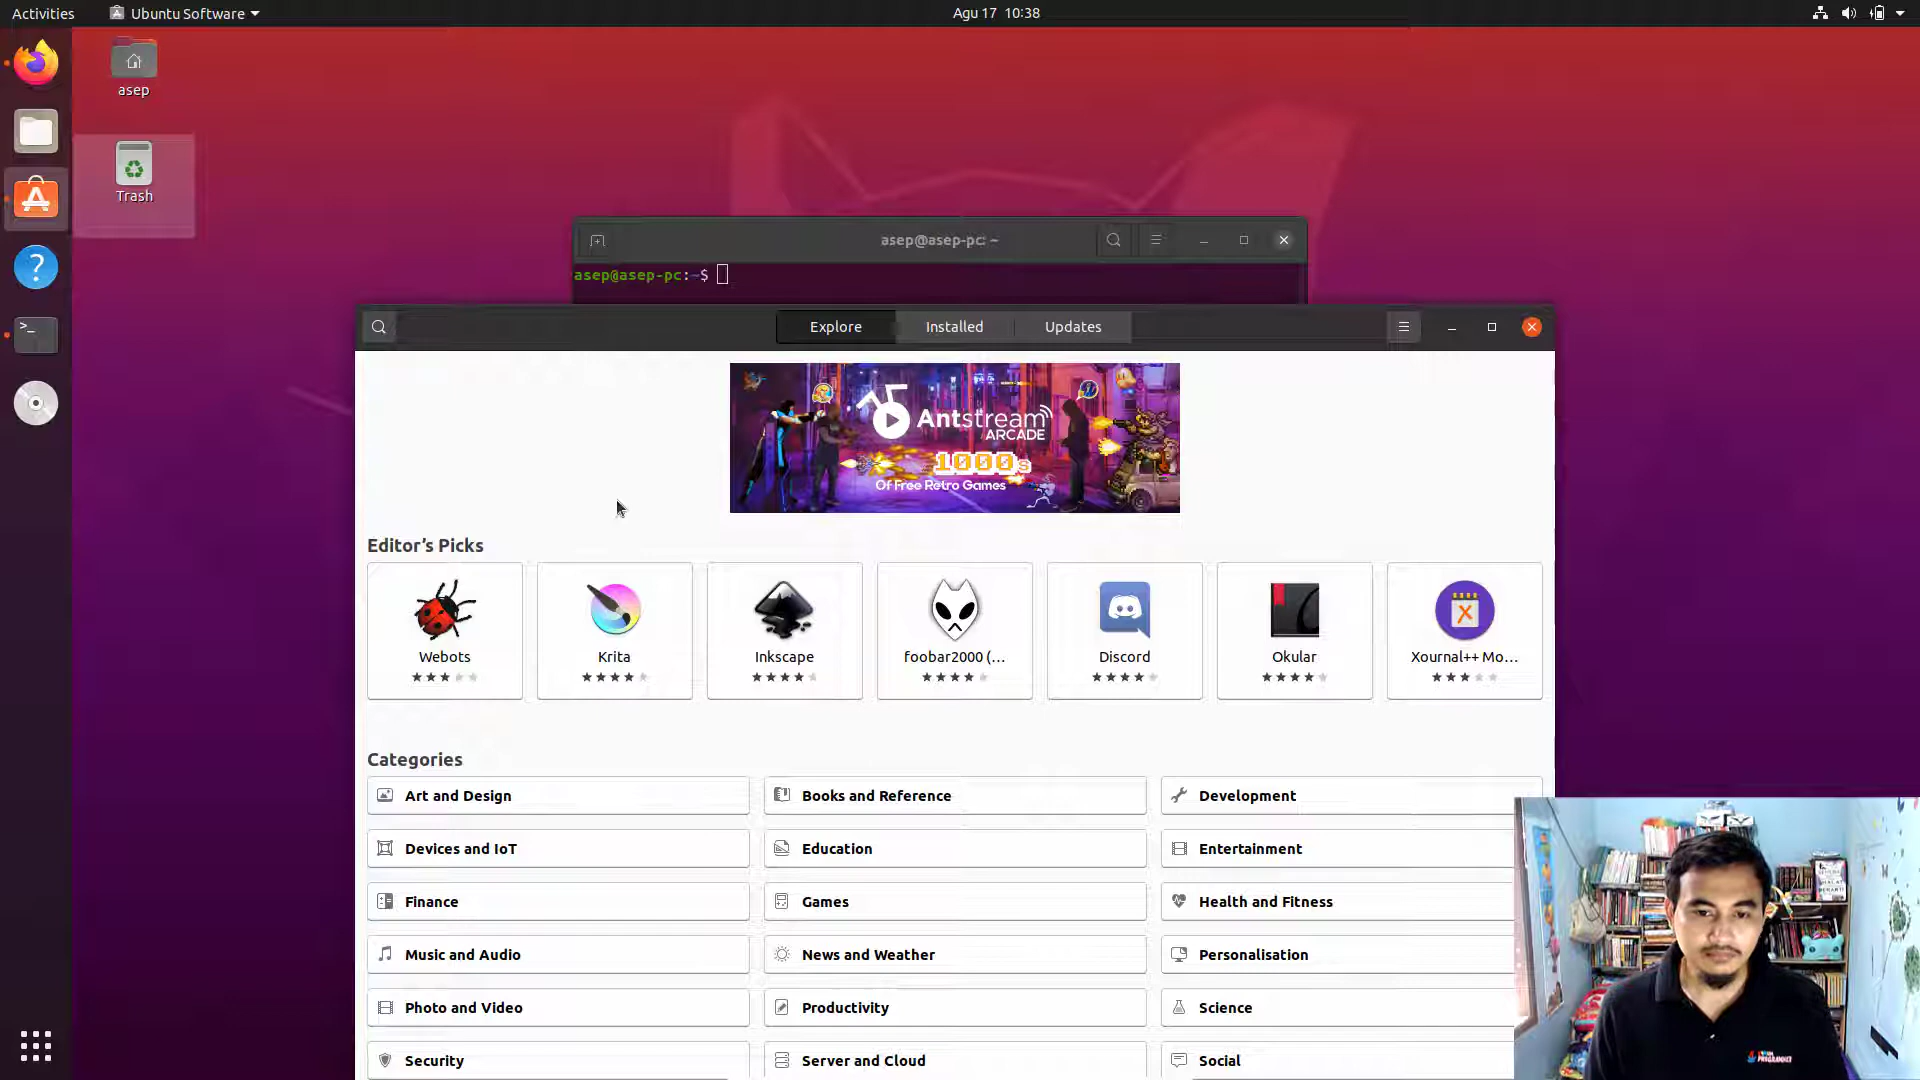 Activities
Ubuntu Software
Agu 17 10:38
asep
Trash
asep@asep-pc: ~
asep@asep-pc:~$
Explore
Installed
Updates
Antstream
ARCADE
1000s
Of Free Retro Games
Editor's Picks
Webots
Krita
Inkscape
foobar2000 (...
Discord
Okular
Xournal++ Mo...
Categories
Art and Design
Books and Reference
Development
Devices and IoT
Education
Entertainment
Finance
Games
Health and Fitness
Music and Audio
News and Weather
Personalisation
Photo and Video
Productivity
Science
Security
Server and Cloud
Social